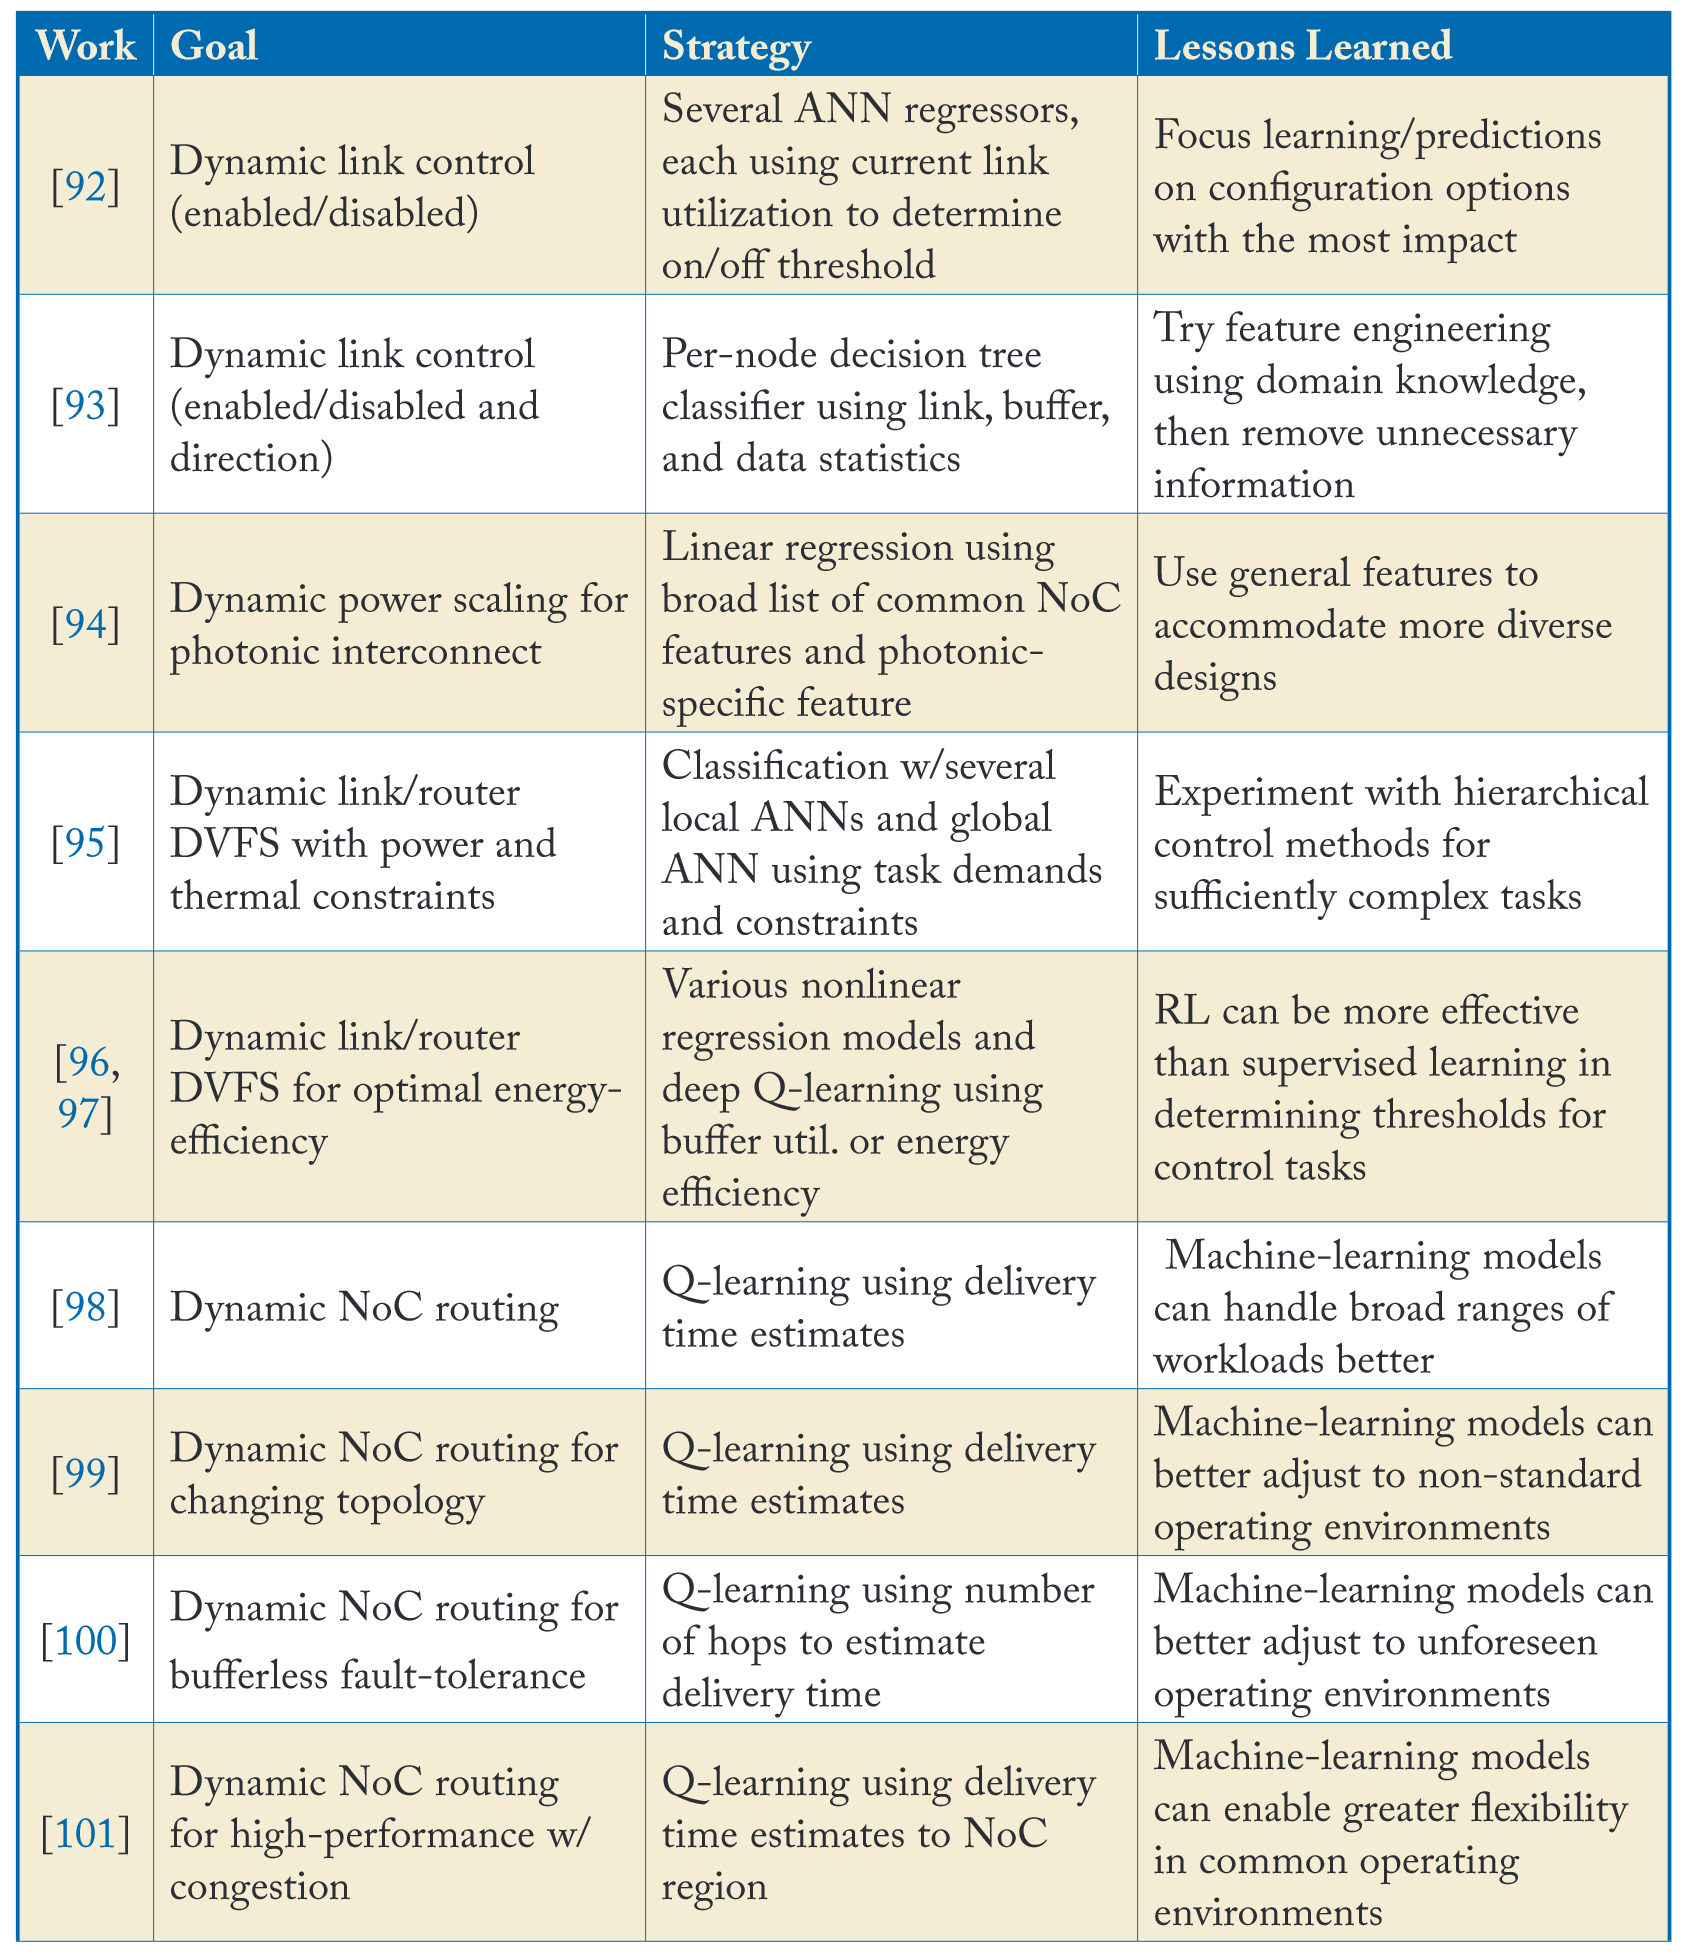 Work Goal Strategy Lessons Learned
[92]
Dynamic link control
(enabled/disabled)
Several ANN regressors,
each using current link
utilization to determine
on/off threshold
Focus learning/predictions
on configuration options
with the most impact
[93]
Dynamic link control
(enabled/disabled and
direction)
Per-node decision tree
classifier using link, buffer,
and data statistics
Try feature engineering
using domain knowledge,
then remove unnecessary
information
[94]
Dynamic power scaling for
photonic interconnect
Linear regression using
broad list of common NoC
features and photonic-
specific feature
Use general features to
accommodate more diverse
designs
[95]
Dynamic link/router
DVFS with power and
thermal constraints
Classification w/several
local ANNs and global
ANN using task demands
and constraints
Experiment with hierarchical
control methods for
sufficiently complex tasks
[96,
97]
Dynamic link/router
DVFS for optimal energy-
efficiency
Various nonlinear
regression models and
deep Q-learning using
buffer util. or energy
efficiency
RL can be more effective
than supervised learning in
determining thresholds for
control tasks
[98]
Dynamic NoC routing
Q-learning using delivery
time estimates
Machine-learning models
can handle broad ranges of
workloads better
[99]
Dynamic NoC routing for
changing topology
Q-learning using delivery
time estimates
Machine-learning models can
better adjust to non-standard
operating environments
[100]
Dynamic NoC routing for
bufferless fault-tolerance
Q-learning using number
of hops to estimate
delivery time
Machine-learning models can
better adjust to unforeseen
operating environments
[101]
Dynamic NoC routing
for high-performance w/
congestion
Q-learning using delivery
time estimates to NoC
region
Machine-learning models
can enable greater flexibility
in common operating
environments